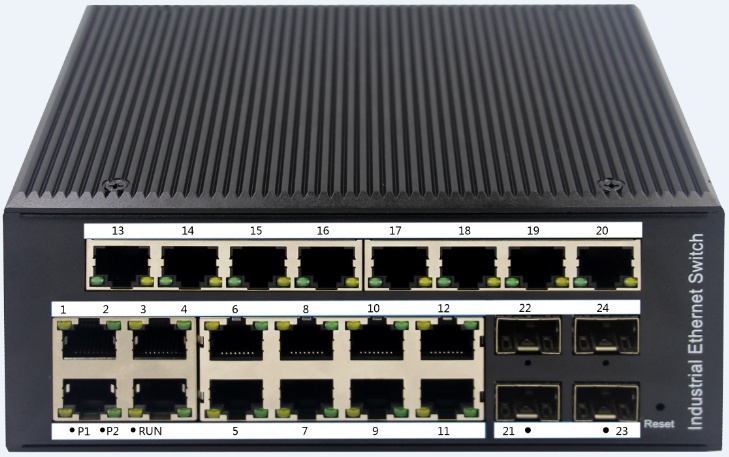 13 14 15 16 17 18 19 20
1 2 3 4 6 8 10 12 22 24
P1 P2 RUN 5 7 9 11 21 23
Reset
Industrial Ethernet Switch